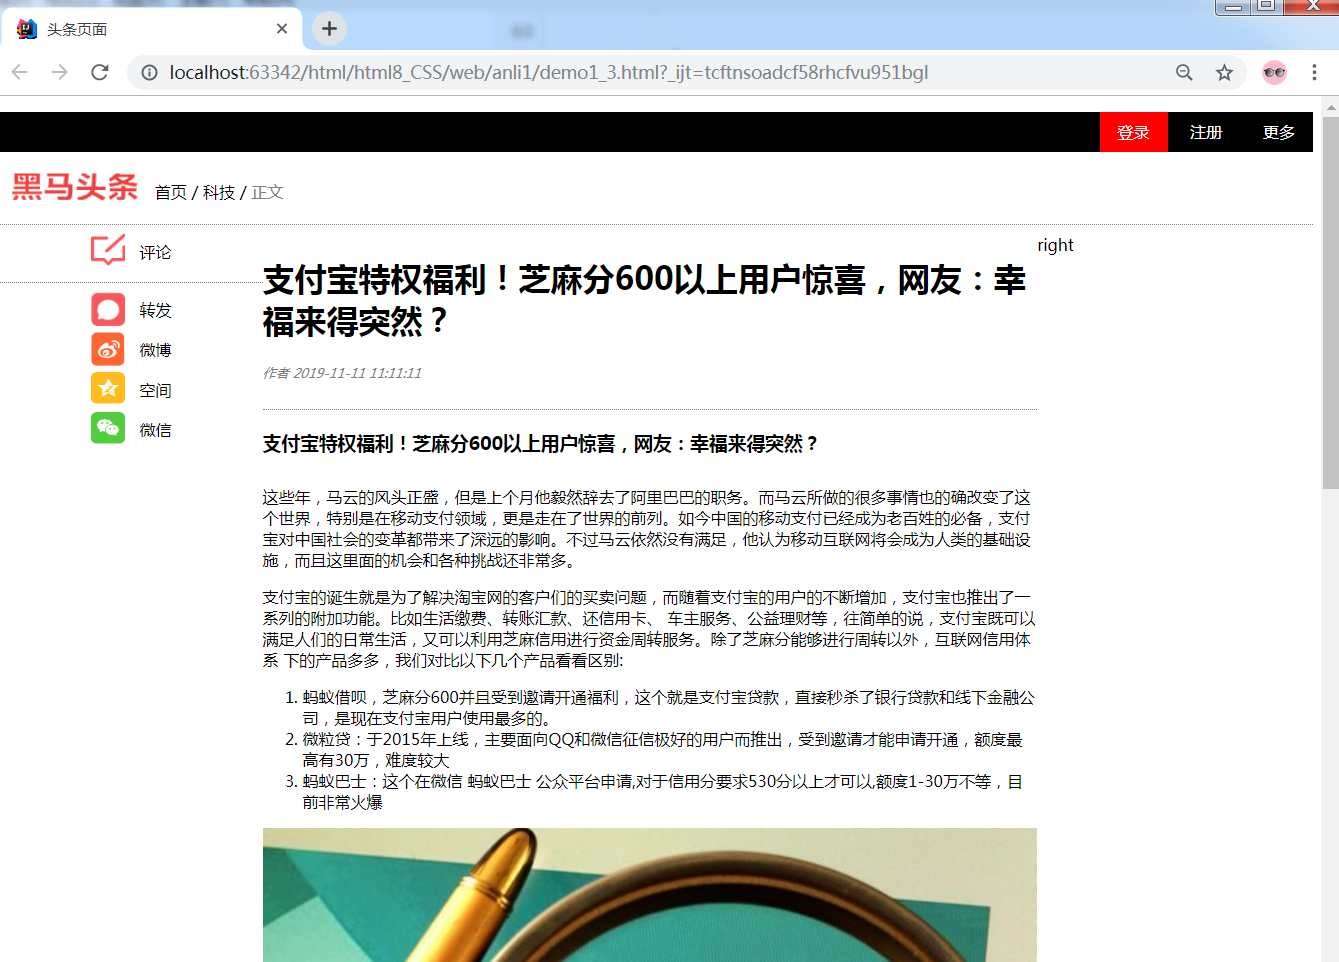 头条页面
localhost:63342/html/html8_CSS/web/anli1/demo1_3.html?_ijt=tcftnsoadcf58rhcfvu951bgl
登录 注册 更多
黑马头条 首页 / 科技 / 正文
评论
转发
微博
空间
微信
支付宝特权福利！芝麻分600以上用户惊喜，网友：幸
福来得突然？
作者 2019-11-11 11:11:11
支付宝特权福利！芝麻分600以上用户惊喜，网友：幸福来得突然？
这些年，马云的风头正盛，但是上个月他毅然辞去了阿里巴巴的职务。而马云所做的很多事情也的确改变了这
个世界，特别是在移动支付领域，更是走在了世界的前列。如今中国的移动支付已经成为老百姓的必备，支付
宝对中国社会的变革都带来了深远的影响。不过马云依然没有满足，他认为移动互联网将会成为人类的基础设
施，而且这里面的机会和各种挑战还非常多。
支付宝的诞生就是为了解决淘宝网的客户们的买卖问题，而随着支付宝的用户的不断增加，支付宝也推出了一
系列的附加功能。比如生活缴费、转账汇款、还信用卡、 车主服务、公益理财等，往简单的说，支付宝既可以
满足人们的日常生活，又可以利用芝麻信用进行资金周转服务。除了芝麻分能够进行周转以外，互联网信用体
系 下的产品多多，我们对比以下几个产品看看区别:
1. 蚂蚁借呗，芝麻分600并且受到邀请开通福利，这个就是支付宝贷款，直接秒杀了银行贷款和线下金融公
司，是现在支付宝用户使用最多的。
2. 微粒贷：于2015年上线，主要面向QQ和微信征信极好的用户而推出，受到邀请才能申请开通，额度最
高有30万，难度较大
3. 蚂蚁巴士：这个在微信 蚂蚁巴士 公众平台申请,对于信用分要求530分以上才可以,额度1-30万不等，目
前非常火爆
right